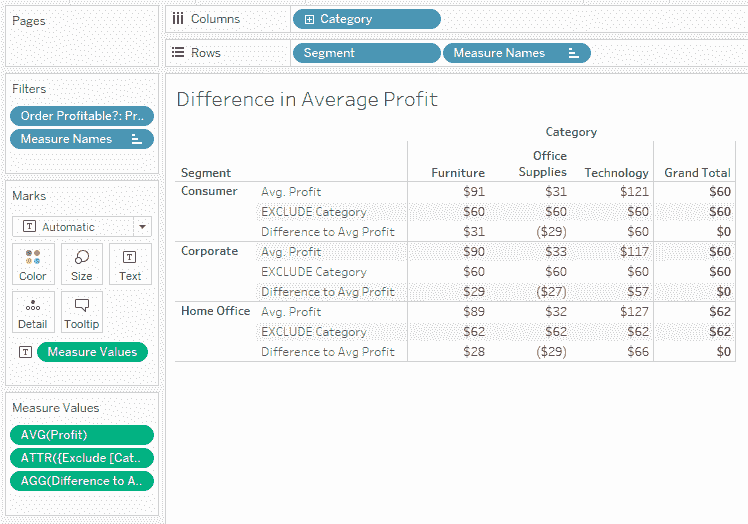 Pages
Columns
Category
Rows
Segment
Measure Names
Filters
Order Profitable?: Pr..
Measure Names
Marks
Automatic
Color
Size
Text
Detail
Tooltip
Measure Values
Measure Values
AVG(Profit)
ATTR({Exclude [Cat..
AGG(Difference to A..
Difference in Average Profit
Category
Office
Segment Furniture Supplies Technology Grand Total
Consumer Avg. Profit $91 $31 $121 $60
EXCLUDE Category $60 $60 $60 $60
Difference to Avg Profit $31 ($29) $60 $0
Corporate Avg. Profit $90 $33 $117 $60
EXCLUDE Category $60 $60 $60 $60
Difference to Avg Profit $29 ($27) $57 $0
Home Office Avg. Profit $89 $32 $127 $62
EXCLUDE Category $62 $62 $62 $62
Difference to Avg Profit $28 ($29) $66 $0